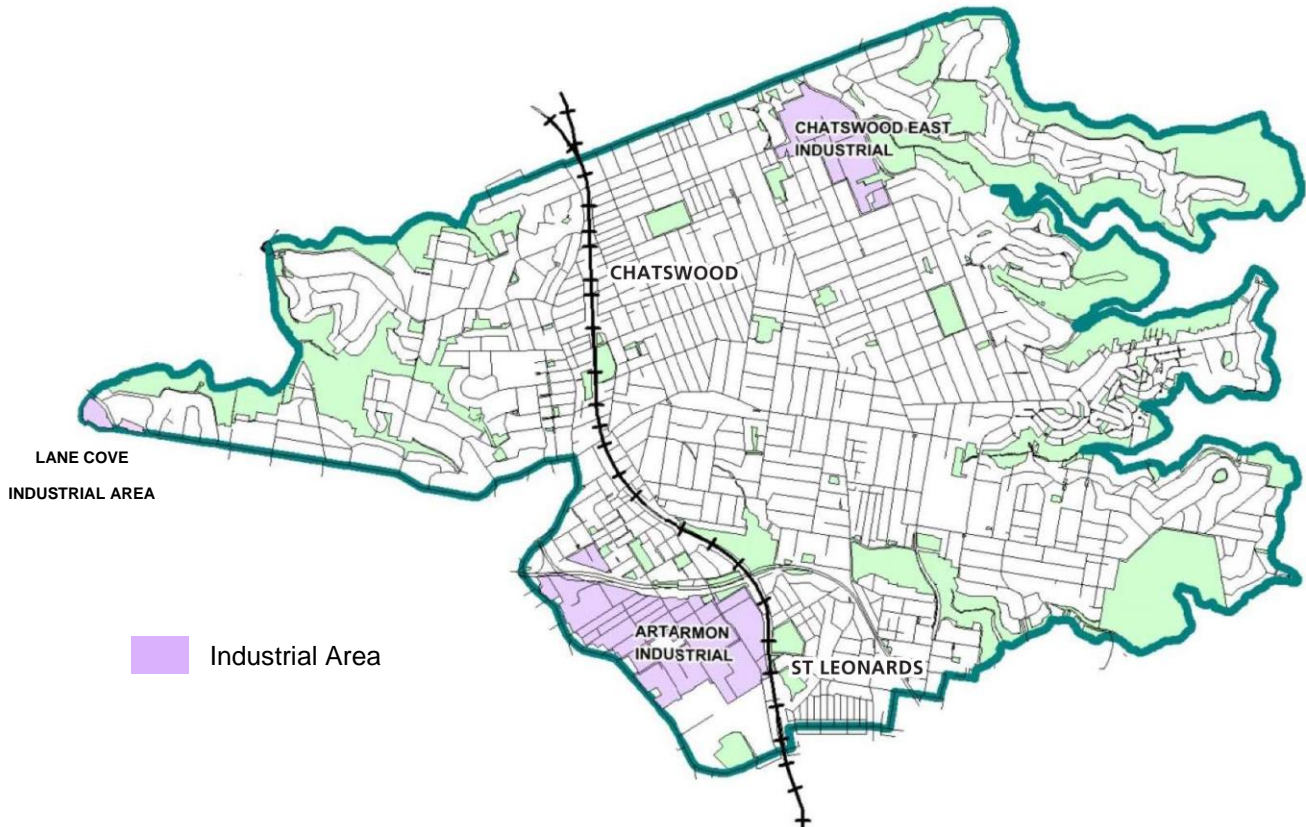 CHATSWOOD EAST
INDUSTRIAL
CHATSWOOD
LANE COVE
INDUSTRIAL AREA
ARTARMON
INDUSTRIAL
ST LEONARDS
Industrial Area